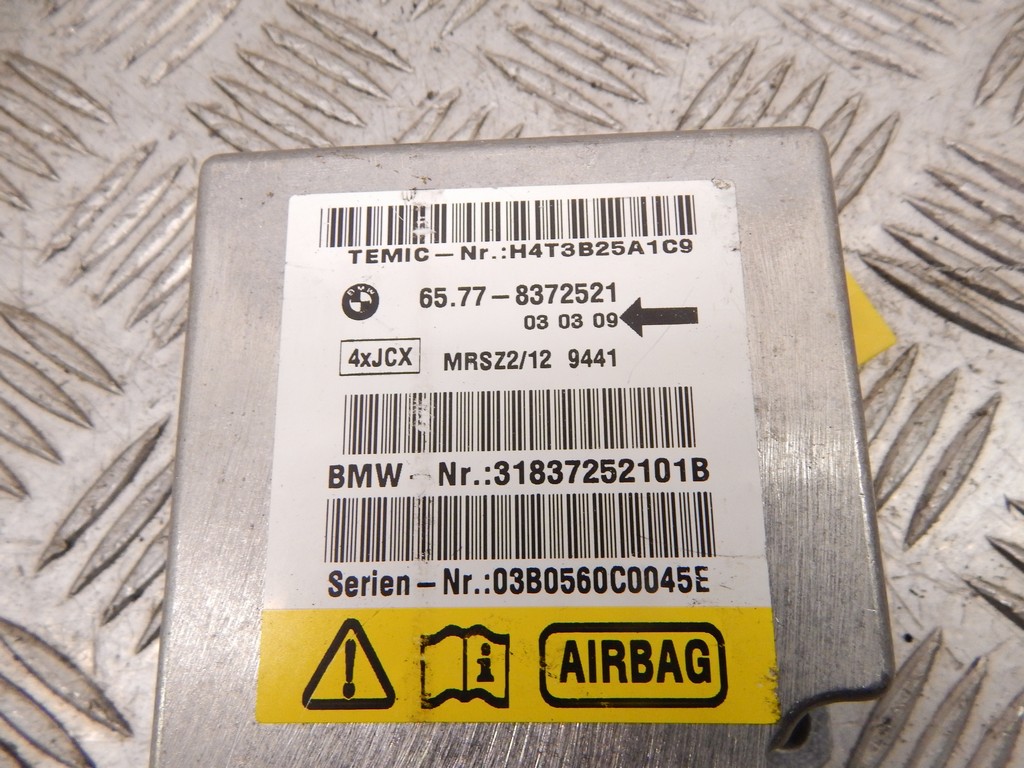 TEMIC-Nr.:H4T3B25A1C9
BMW 65.77-8372521
03 03 09
4xJCX MRSZ2/12 9441
BMW-Nr.:31837252101B
Serien-Nr.:03B0560C0045E
i AIRBAG